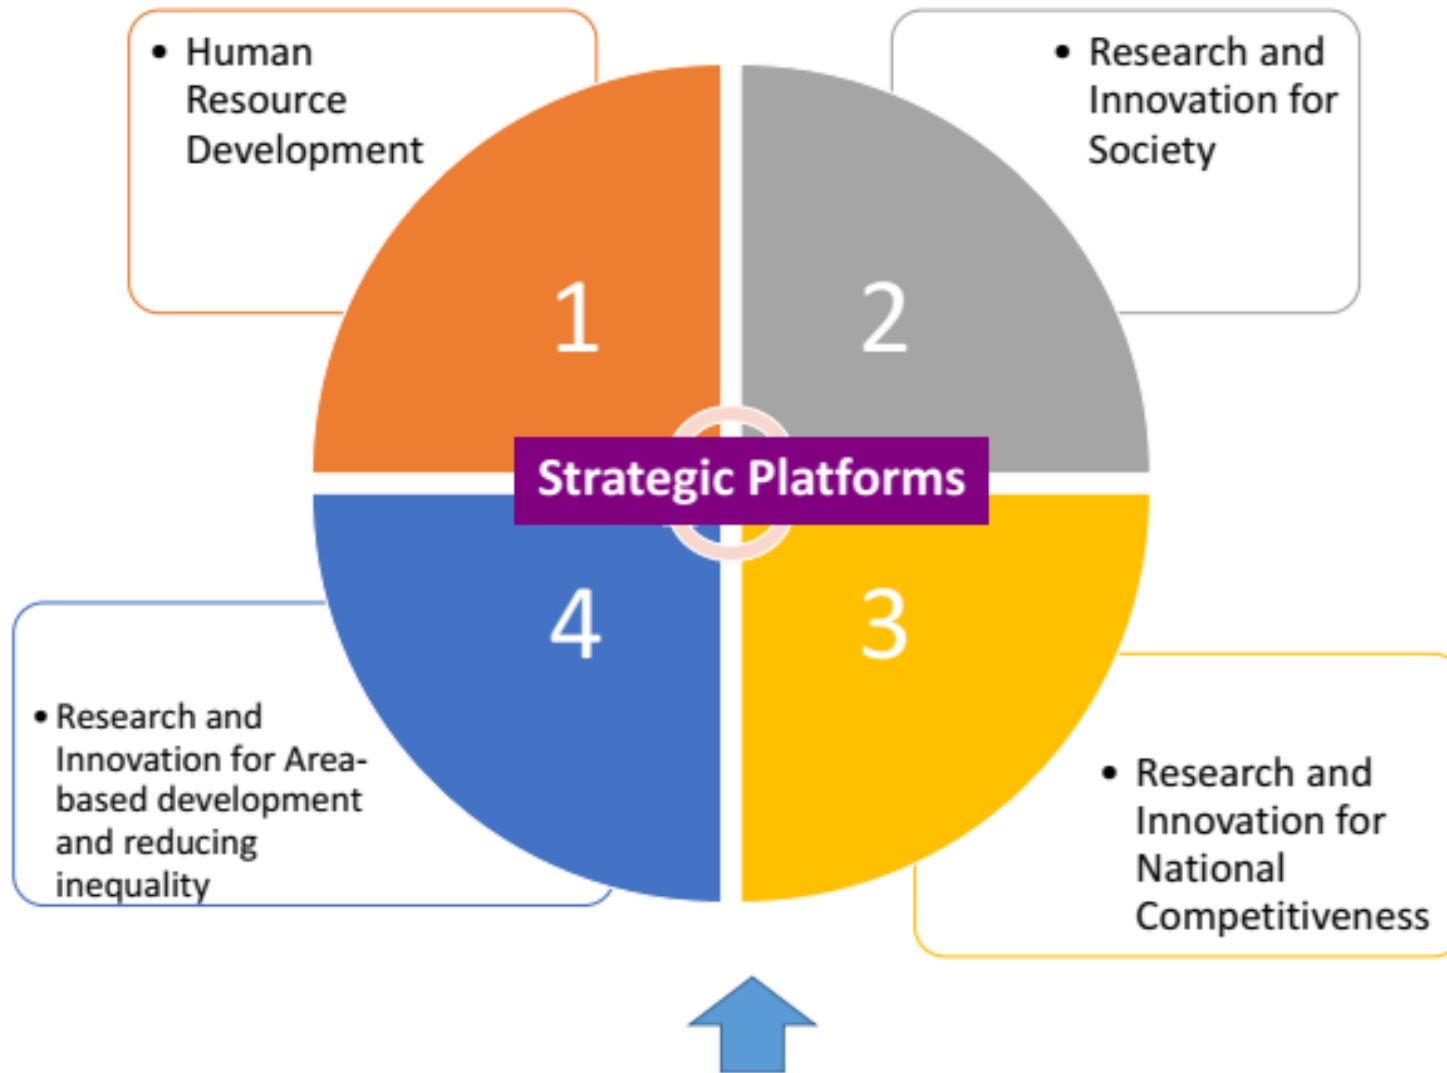 • Human
Resource
Development
• Research and
Innovation for
Society
1
2
Strategic Platforms
4
3
• Research and
Innovation for Area-
based development
and reducing
inequality
• Research and
Innovation for
National
Competitiveness